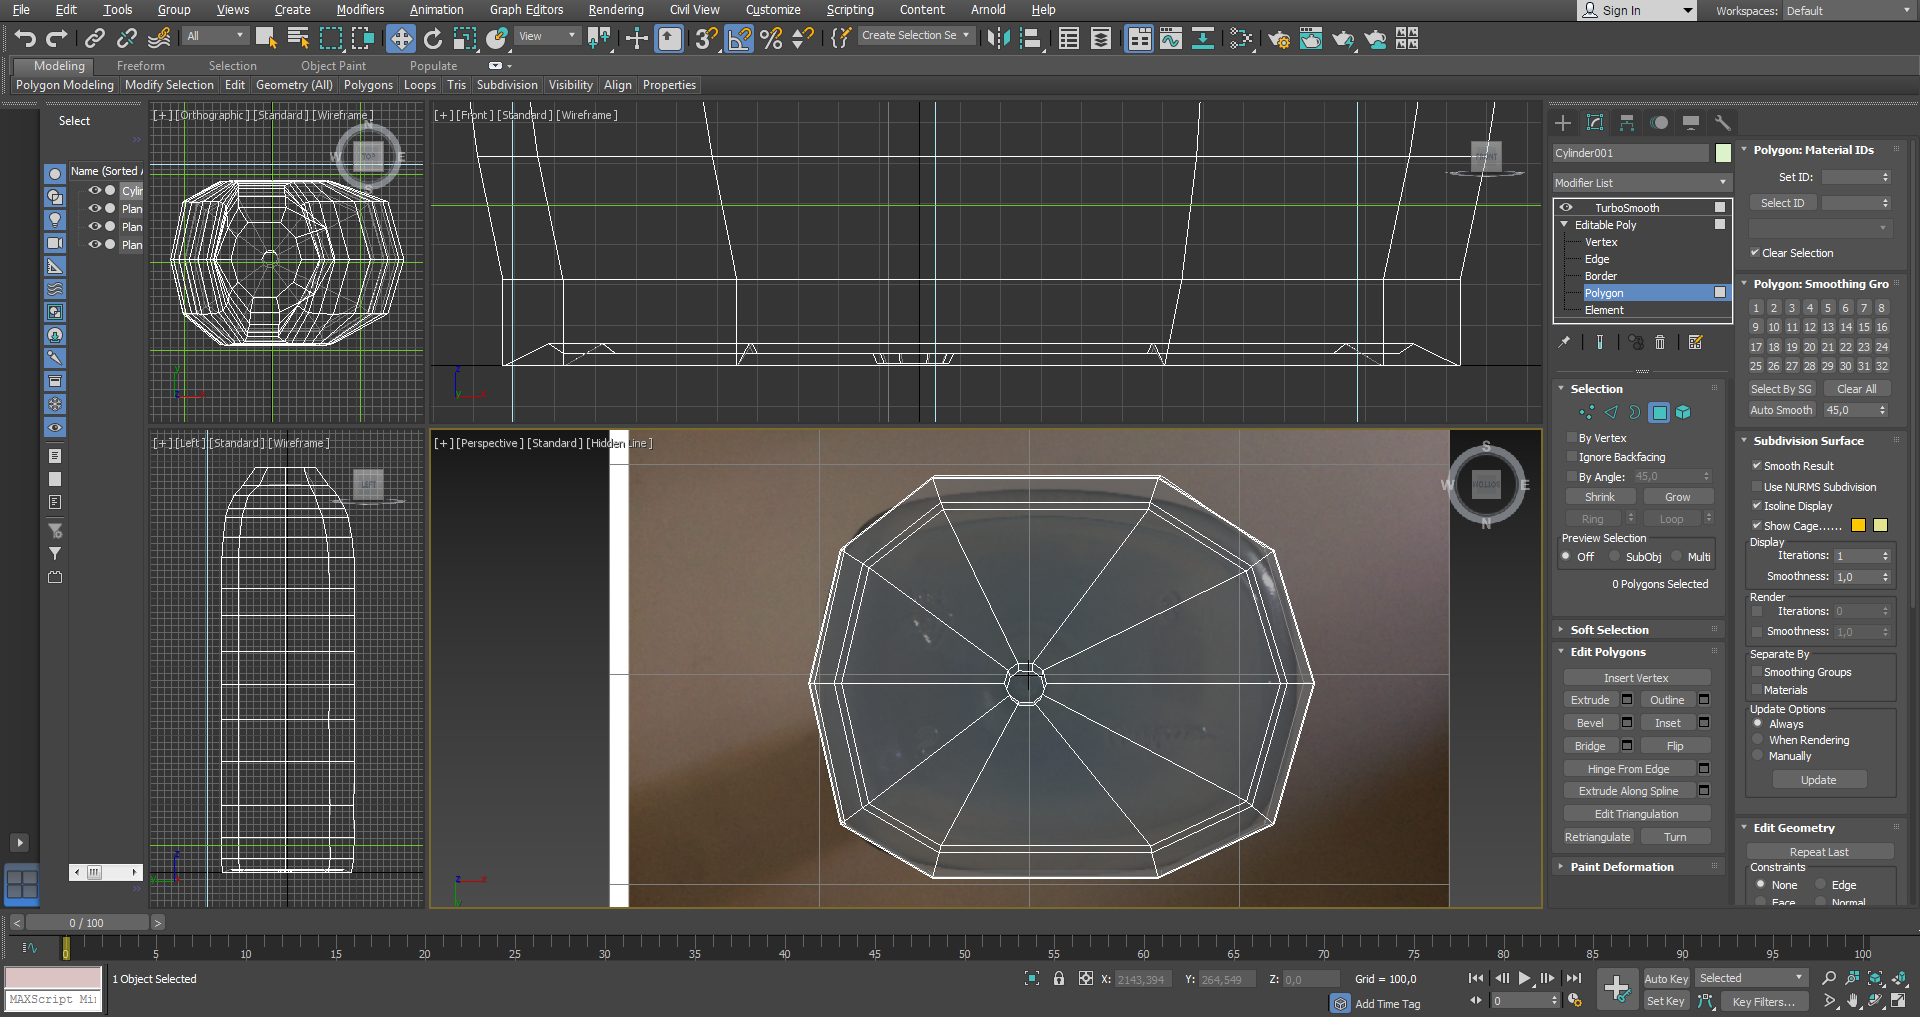 File Edit Tools Group Views Create Modifiers Animation Graph Editors Rendering Civil View Customize Scripting Content Arnold Help Sign In Workspaces: Default
All View Create Selection Se
Modeling Freeform Selection Object Paint Populate
Polygon Modeling Modify Selection Edit Geometry (All) Polygons Loops Tris Subdivision Visibility Align Properties
Select
Name (Sorted A
Cylin
Plan
Plan
Plan
[+] [Orthographic] [Standard] [Wireframe]
N
W TOP E
S
[+] [Front] [Standard] [Wireframe]
FRONT
[+] [Left] [Standard] [Wireframe]
LEFT
[+] [Perspective] [Standard] [Hidden Line]
S
W BOTTOM E
N
Cylinder001
Modifier List
TurboSmooth
Editable Poly
Vertex
Edge
Border
Polygon
Element
Selection
By Vertex
Ignore Backfacing
By Angle: 45,0
Shrink Grow
Ring Loop
Preview Selection
Off SubObj Multi
0 Polygons Selected
Soft Selection
Edit Polygons
Insert Vertex
Extrude Outline
Bevel Inset
Bridge Flip
Hinge From Edge
Extrude Along Spline
Edit Triangulation
Retriangulate Turn
Paint Deformation
Polygon: Material IDs
Set ID:
Select ID
Clear Selection
Polygon: Smoothing Gro
1 2 3 4 5 6 7 8
9 10 11 12 13 14 15 16
17 18 19 20 21 22 23 24
25 26 27 28 29 30 31 32
Select By SG Clear All
Auto Smooth 45,0
Subdivision Surface
Smooth Result
Use NURMS Subdivision
Isoline Display
Show Cage......
Display
Iterations: 1
Smoothness: 1,0
Render
Iterations: 0
Smoothness: 1,0
Separate By
Smoothing Groups
Materials
Update Options
Always
When Rendering
Manually
Update
Edit Geometry
Repeat Last
Constraints
None Edge
Face Normal
< 0 / 100 >
0 5 10 15 20 25 30 35 40 45 50 55 60 65 70 75 80 85 90 95 100
MAXScript Mi
1 Object Selected
X: 2143,394 Y: 264,549 Z: 0,0 Grid = 100,0
Add Time Tag
0
Auto Key Selected
Set Key Key Filters...